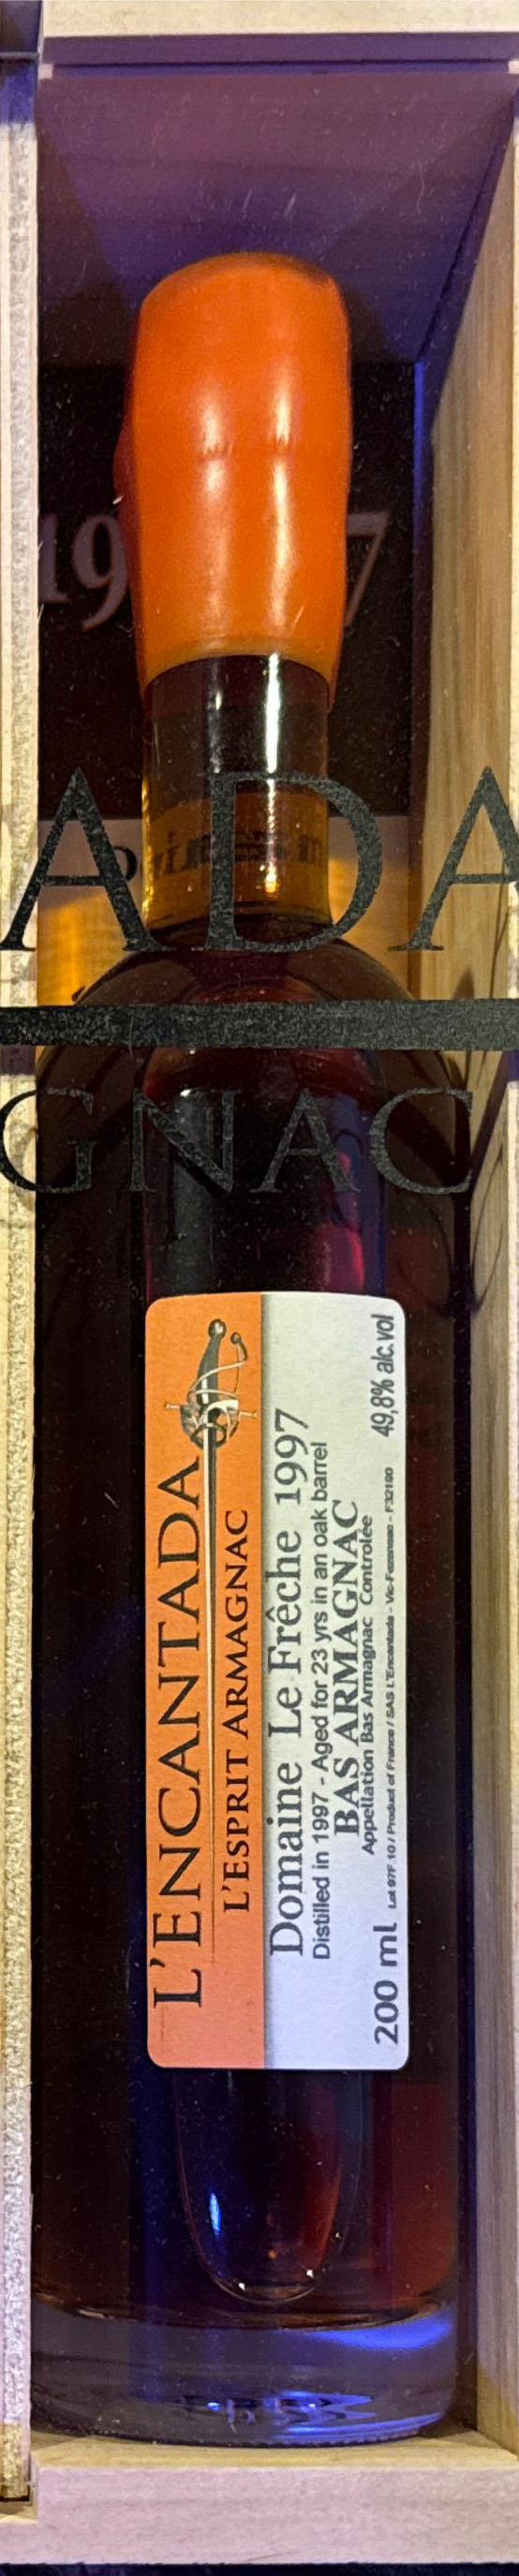 ADA
GNAC
L'ENCANTADA
L'ESPRIT ARMAGNAC
Domaine Le Frêche 1997
Distilled in 1997 - Aged for 23 yrs in an oak barrel
BAS ARMAGNAC
Appellation Bas Armagnac Controlée
200 ml Lot 97F.10 / Product of France / SAS L'Encantada - Vic-Fezensac - F32190 49,8% alc.vol